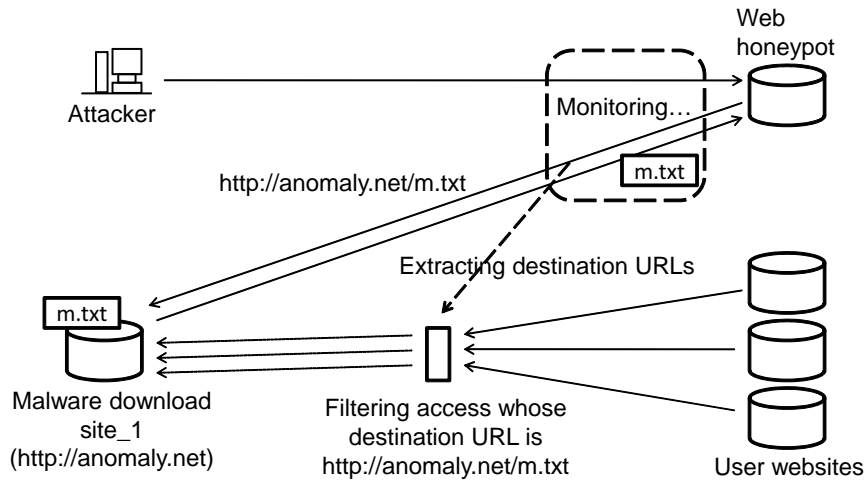 Web
honeypot
Attacker
Monitoring…
m.txt
http://anomaly.net/m.txt
Extracting destination URLs
m.txt
Malware download
site_1
(http://anomaly.net)
Filtering access whose
destination URL is
http://anomaly.net/m.txt
User websites